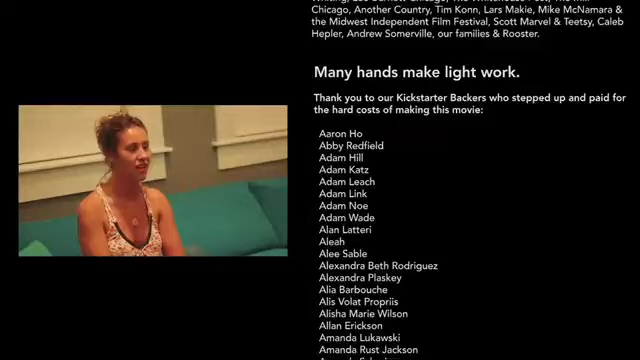 Chicago, Another Country, Tim Konn, Lars Makie, Mike McNamara &
the Midwest Independent Film Festival, Scott Marvel & Teetsy, Caleb
Hepler, Andrew Somerville, our families & Rooster.
Many hands make light work.
Thank you to our Kickstarter Backers who stepped up and paid for
the hard costs of making this movie:
Aaron Ho
Abby Redfield
Adam Hill
Adam Katz
Adam Leach
Adam Link
Adam Noe
Adam Wade
Alan Latteri
Aleah
Alee Sable
Alexandra Beth Rodriguez
Alexandra Plaskey
Alia Barbouche
Alis Volat Propriis
Alisha Marie Wilson
Allan Erickson
Amanda Lukawski
Amanda Rust Jackson